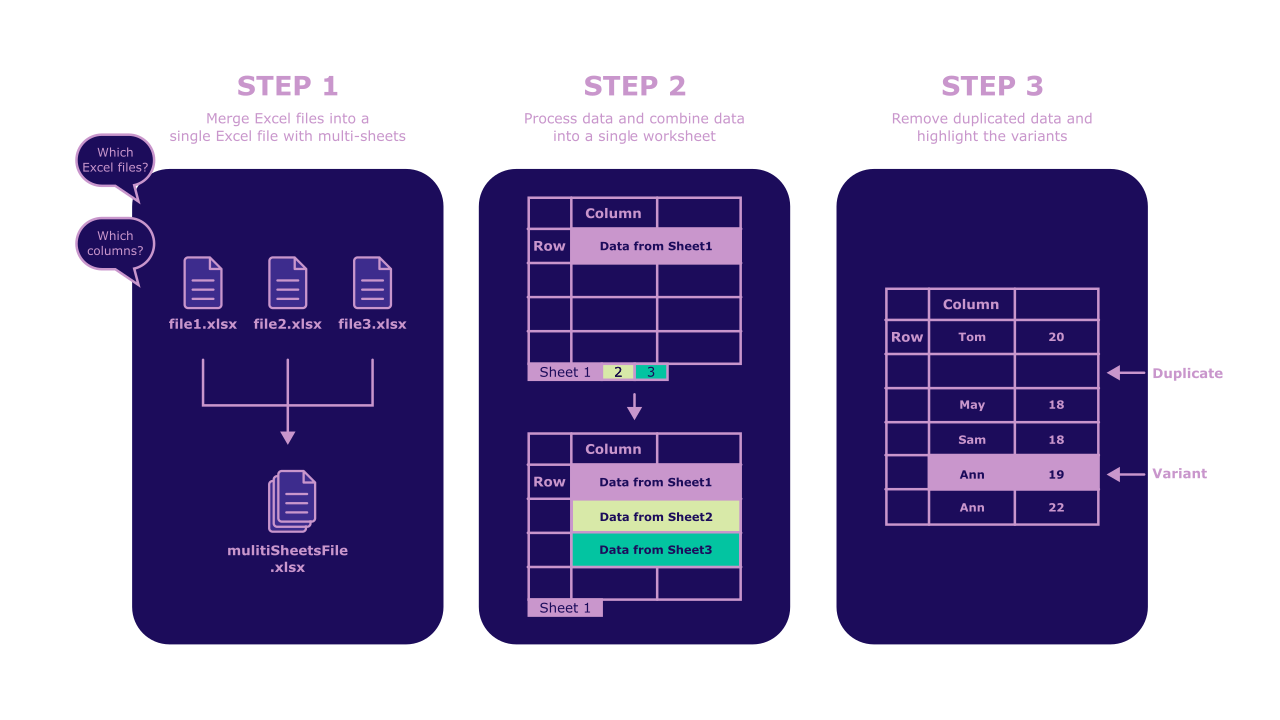 STEP 1
Merge Excel files into a
single Excel file with multi-sheets
Which
Excel files?
Which
columns?
file1.xlsx file2.xlsx file3.xlsx
mulitiSheetsFile
.xlsx
STEP 2
Process data and combine data
into a single worksheet
Column
Row Data from Sheet1
Sheet 1 2 3
Column
Row Data from Sheet1
Data from Sheet2
Data from Sheet3
Sheet 1
STEP 3
Remove duplicated data and
highlight the variants
Column
Row Tom 20
Duplicate
May 18
Sam 18
Ann 19
Variant
Ann 22